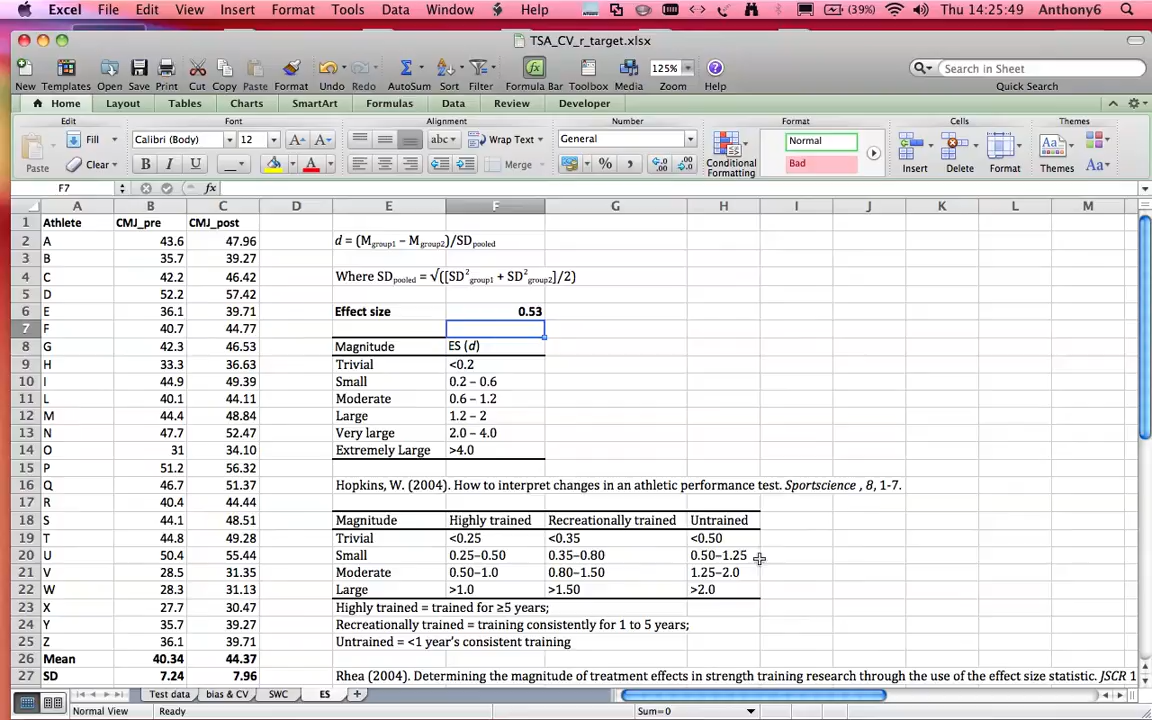 Excel File Edit View Insert Format Tools Data Window Help (39%) Thu 14:25:49 Anthony6
TSA_CV_r_target.xlsx
125% Search in Sheet
New Templates Open Save Print Cut Copy Paste Format Undo Redo AutoSum Sort Filter Formula Bar Toolbox Media Zoom Help Quick Search
Home Layout Tables Charts SmartArt Formulas Data Review Developer
Edit Font Alignment Number Format Cells Themes
Fill Calibri (Body) 12 A A abc Wrap Text General Normal
Paste Clear B I U A Merge % Conditional Formatting Bad Insert Delete Format Themes Aa
F7 fx
A B C D E F G H I J K L M
1 Athlete CMJ_pre CMJ_post
2 A 43.6 47.96 d = (Mgroup1 – Mgroup2)/SDpooled
3 B 35.7 39.27
4 C 42.2 46.42 Where SDpooled = √([SD²group1 + SD²group2]/2)
5 D 52.2 57.42
6 E 36.1 39.71 Effect size 0.53
7 F 40.7 44.77
8 G 42.3 46.53 Magnitude ES (d)
9 H 33.3 36.63 Trivial <0.2
10 I 44.9 49.39 Small 0.2 – 0.6
11 L 40.1 44.11 Moderate 0.6 – 1.2
12 M 44.4 48.84 Large 1.2 – 2
13 N 47.7 52.47 Very large 2.0 – 4.0
14 O 31 34.10 Extremely Large >4.0
15 P 51.2 56.32
16 Q 46.7 51.37 Hopkins, W. (2004). How to interpret changes in an athletic performance test. Sportscience , 8, 1-7.
17 R 40.4 44.44
18 S 44.1 48.51 Magnitude Highly trained Recreationally trained Untrained
19 T 44.8 49.28 Trivial <0.25 <0.35 <0.50
20 U 50.4 55.44 Small 0.25–0.50 0.35–0.80 0.50–1.25
21 V 28.5 31.35 Moderate 0.50–1.0 0.80–1.50 1.25–2.0
22 W 28.3 31.13 Large >1.0 >1.50 >2.0
23 X 27.7 30.47 Highly trained = trained for ≥5 years;
24 Y 35.7 39.27 Recreationally trained = training consistently for 1 to 5 years;
25 Z 36.1 39.71 Untrained = <1 year's consistent training
26 Mean 40.34 44.37
27 SD 7.24 7.96 Rhea (2004). Determining the magnitude of treatment effects in strength training research through the use of the effect size statistic. JSCR 1
Test data bias & CV SWC ES
Normal View Ready Sum=0